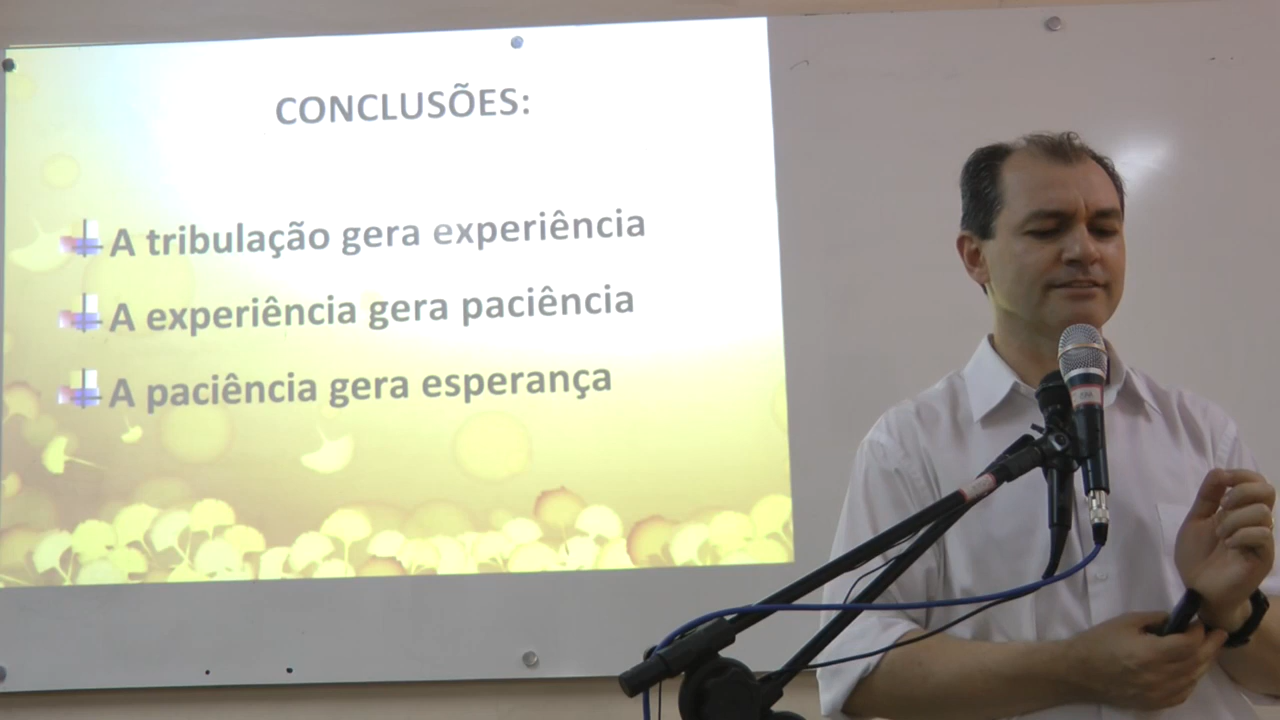 CONCLUSÕES:
A tribulação gera experiência
A experiência gera paciência
A paciência gera esperança